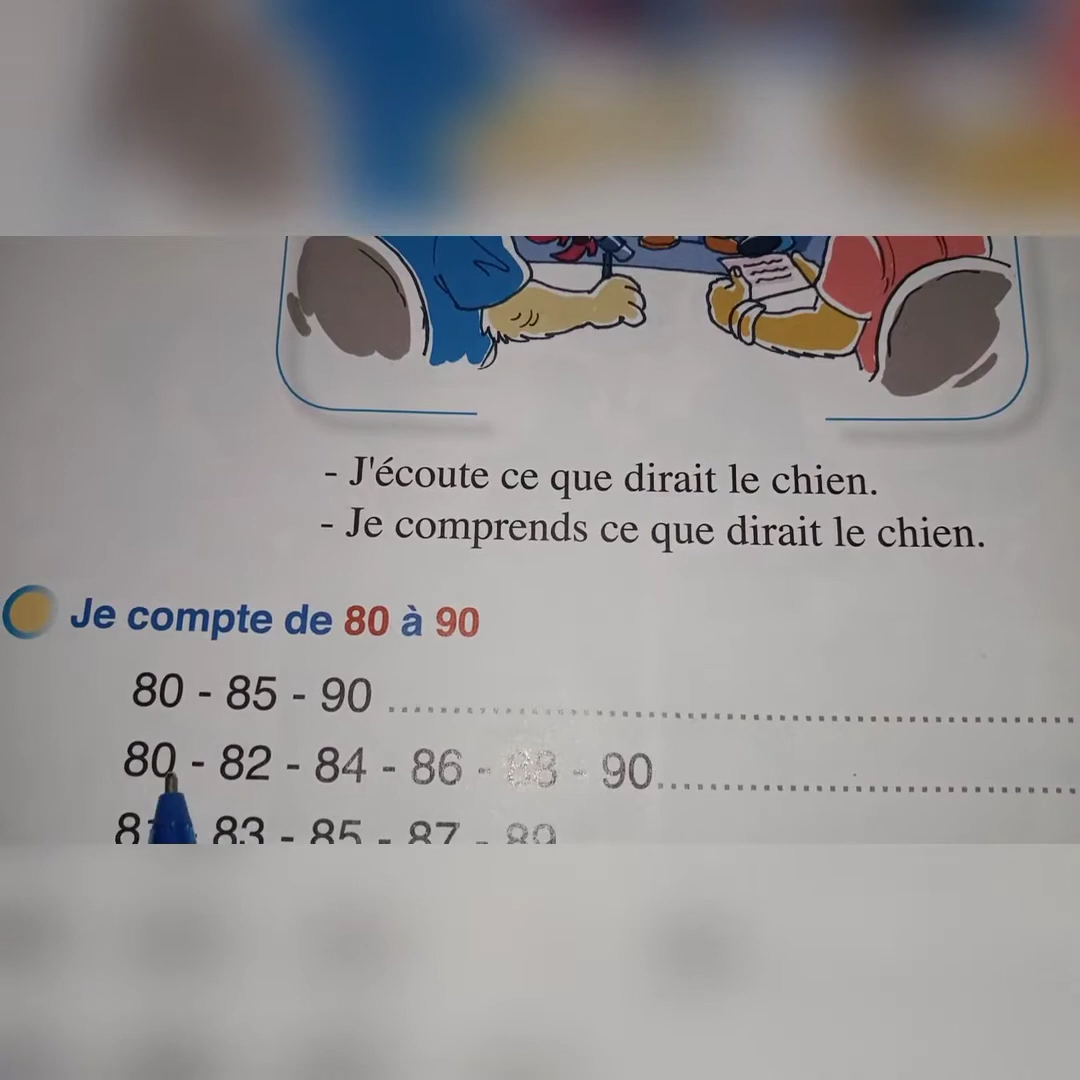 - J'écoute ce que dirait le chien.
- Je comprends ce que dirait le chien.
Je compte de 80 à 90
80 - 85 - 90 ..............................
80 - 82 - 84 - 86 - 88 - 90..............................
83 - 85 - 87 - 89